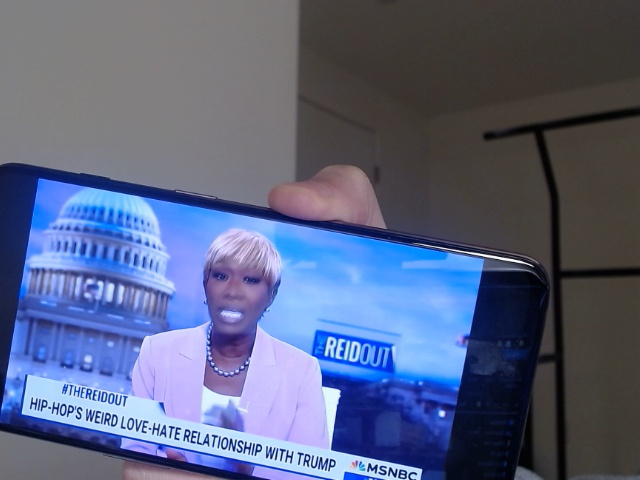 THE REIDOUT
#THEREIDOUT
HIP-HOP'S WEIRD LOVE-HATE RELATIONSHIP WITH TRUMP
MSNBC